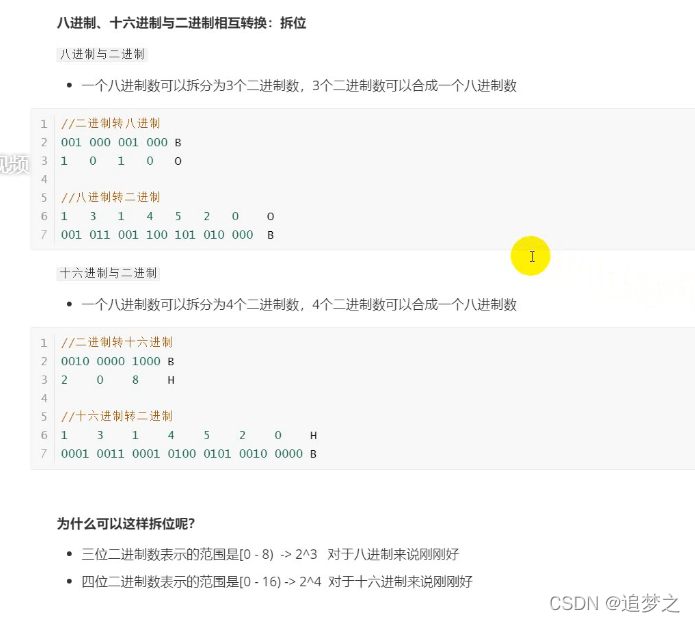 八进制、十六进制与二进制相互转换：拆位
八进制与二进制
• 一个八进制数可以拆分为3个二进制数，3个二进制数可以合成一个八进制数
1 //二进制转八进制
2 001 000 001 000 B
视频
3 1 0 1 0 O
4
5 //八进制转二进制
6 1 3 1 4 5 2 0 O
7 001 011 001 100 101 010 000 B
十六进制与二进制
• 一个八进制数可以拆分为4个二进制数，4个二进制数可以合成一个八进制数
1 //二进制转十六进制
2 0010 0000 1000 B
3 2 0 8 H
4
5 //十六进制转二进制
6 1 3 1 4 5 2 0 H
7 0001 0011 0001 0100 0101 0010 0000 B
为什么可以这样拆位呢？
• 三位二进制数表示的范围是[0 - 8) -> 2^3 对于八进制来说刚刚好
• 四位二进制数表示的范围是[0 - 16) -> 2^4 对于十六进制来说刚刚好
CSDN @追梦之